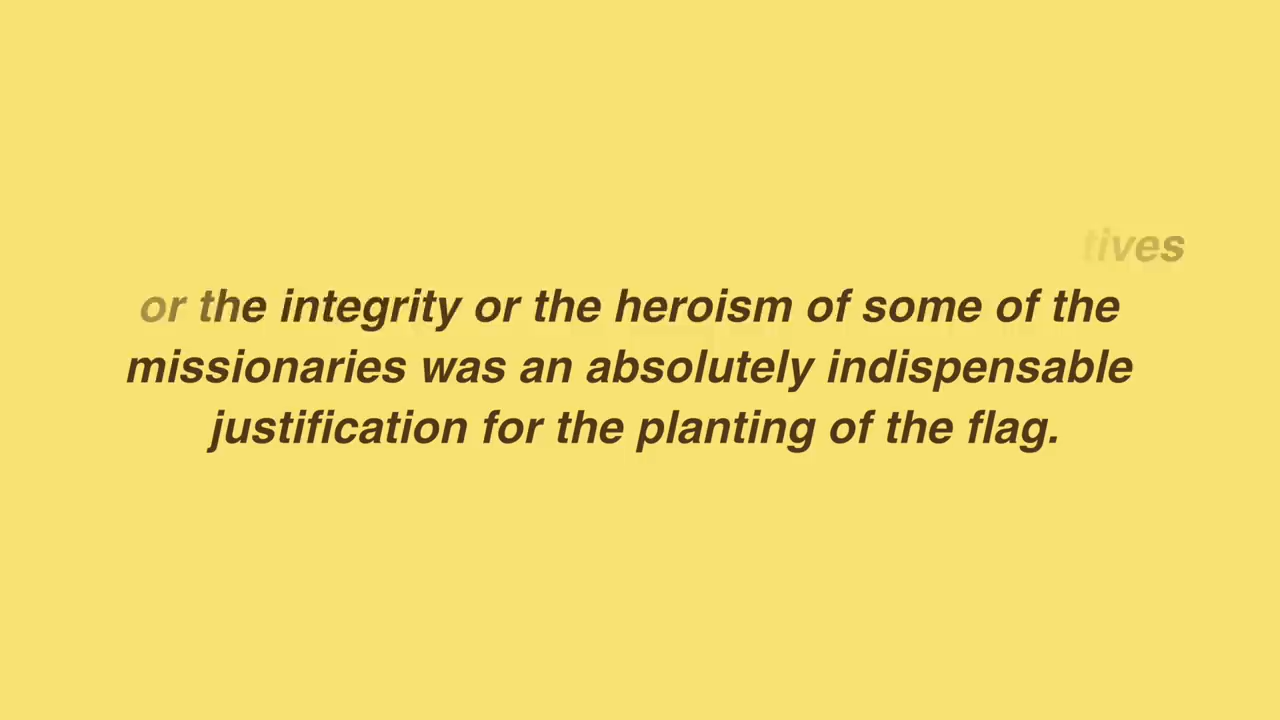 tives
or the integrity or the heroism of some of the
missionaries was an absolutely indispensable
justification for the planting of the flag.